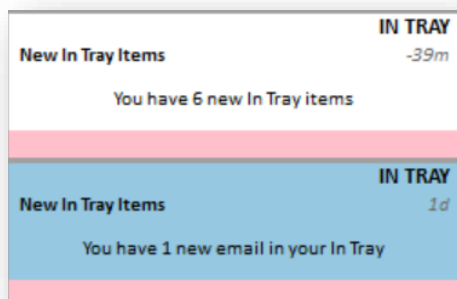 IN TRAY
New In Tray Items -39m
You have 6 new In Tray items
IN TRAY
New In Tray Items 1d
You have 1 new email in your In Tray